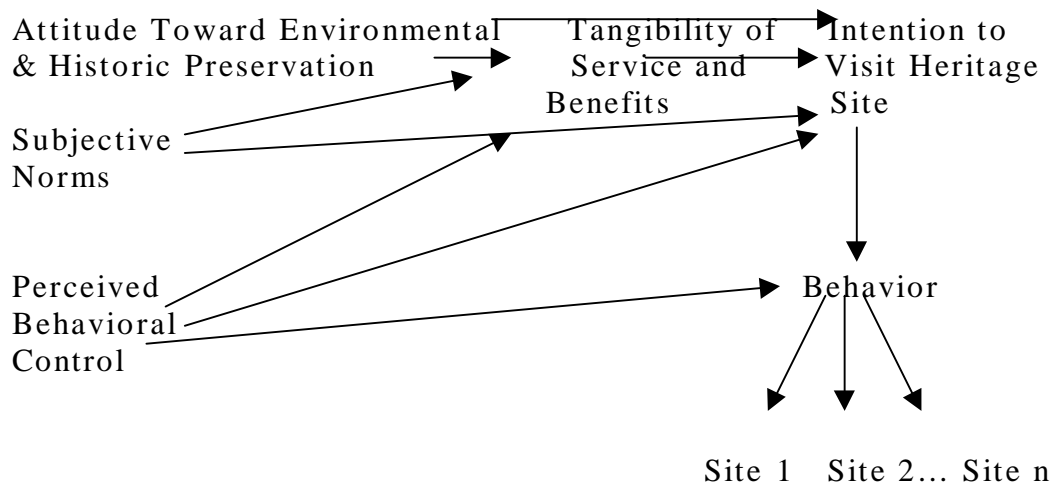 Attitude Toward Environmental
& Historic Preservation
Tangibility of
Service and
Benefits
Intention to
Visit Heritage
Site
Subjective
Norms
Perceived
Behavioral
Control
Behavior
Site 1 Site 2... Site n